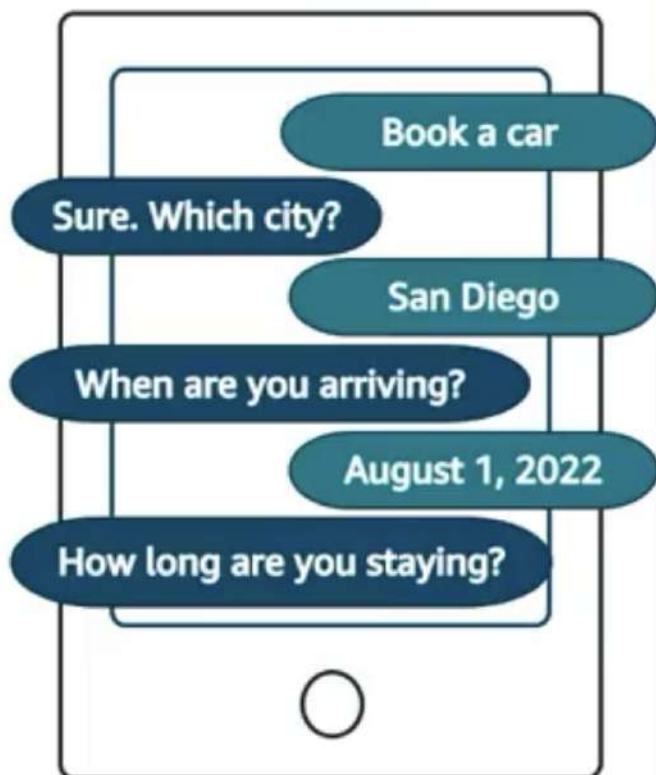 Book a car
Sure. Which city?
San Diego
When are you arriving?
August 1, 2022
How long are you staying?